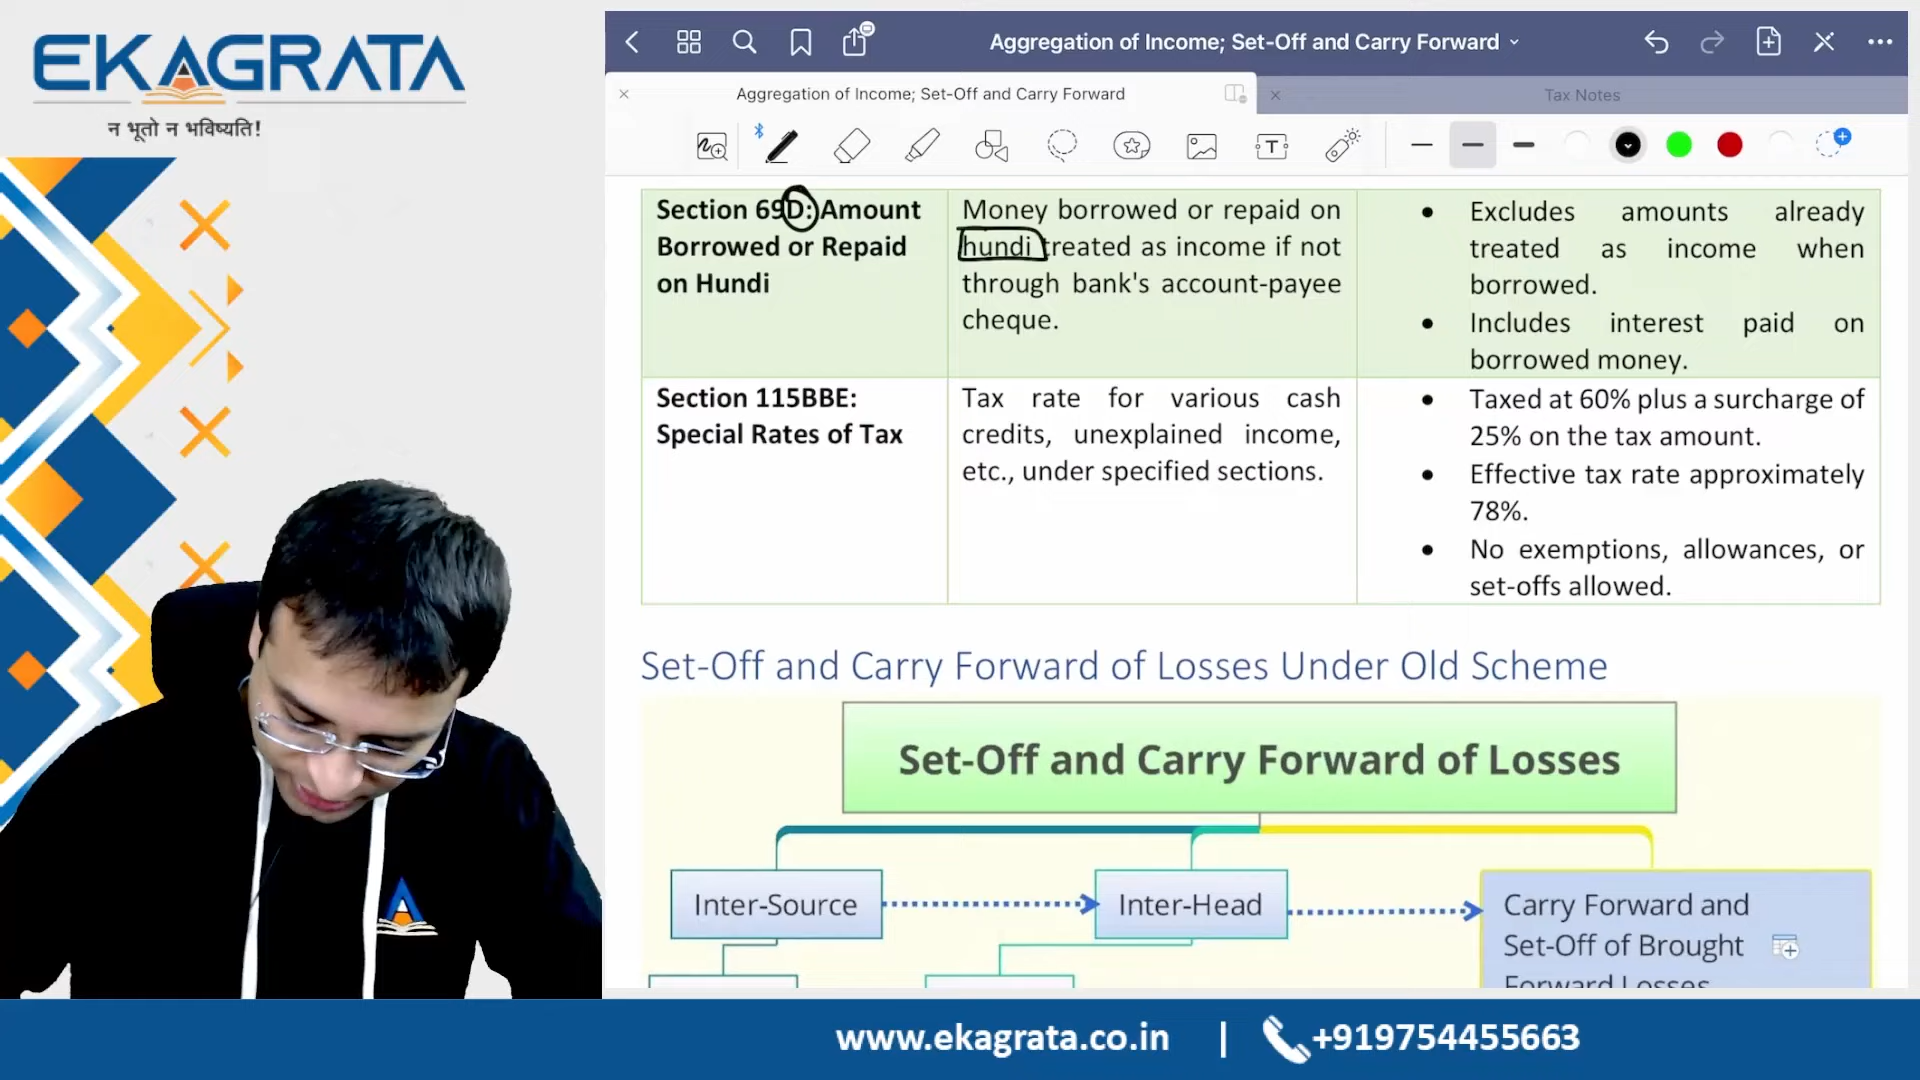 EKAGRATA
न भूतो न भविष्यति!
Aggregation of Income; Set-Off and Carry Forward
Aggregation of Income; Set-Off and Carry Forward
Tax Notes
Section 69D: Amount
Borrowed or Repaid
on Hundi
Money borrowed or repaid on
hundi treated as income if not
through bank's account-payee
cheque.
• Excludes amounts already
treated as income when
borrowed.
• Includes interest paid on
borrowed money.
Section 115BBE:
Special Rates of Tax
Tax rate for various cash
credits, unexplained income,
etc., under specified sections.
• Taxed at 60% plus a surcharge of
25% on the tax amount.
• Effective tax rate approximately
78%.
• No exemptions, allowances, or
set-offs allowed.
Set-Off and Carry Forward of Losses Under Old Scheme
Set-Off and Carry Forward of Losses
Inter-Source
Inter-Head
Carry Forward and
Set-Off of Brought
Forward Losses
www.ekagrata.co.in | +919754455663